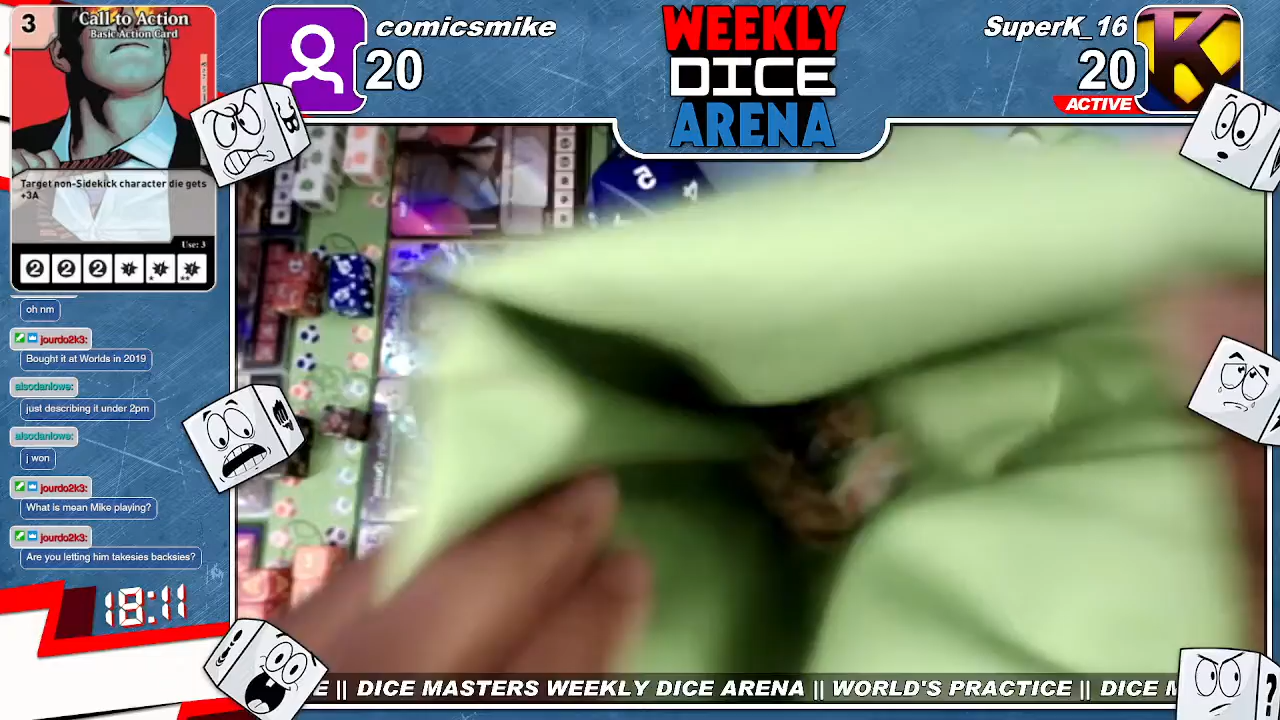 3
Call to Action
Basic Action Card
Target non-Sidekick character die gets
+3A
Use: 3
2 2 2
comicsmike
20
WEEKLY
DICE
ARENA
SuperK_16
20
ACTIVE
K
oh nm
jourdo2k3:
Bought it at Worlds in 2019
alsodanlowe:
just describing it under 2pm
alsodanlowe:
j won
jourdo2k3:
What is mean Mike playing?
jourdo2k3:
Are you letting him takesies backsies?
18:11
E || DICE MASTERS WEEKLY DICE ARENA || WORLD'S PRACTICE || DICE M
?